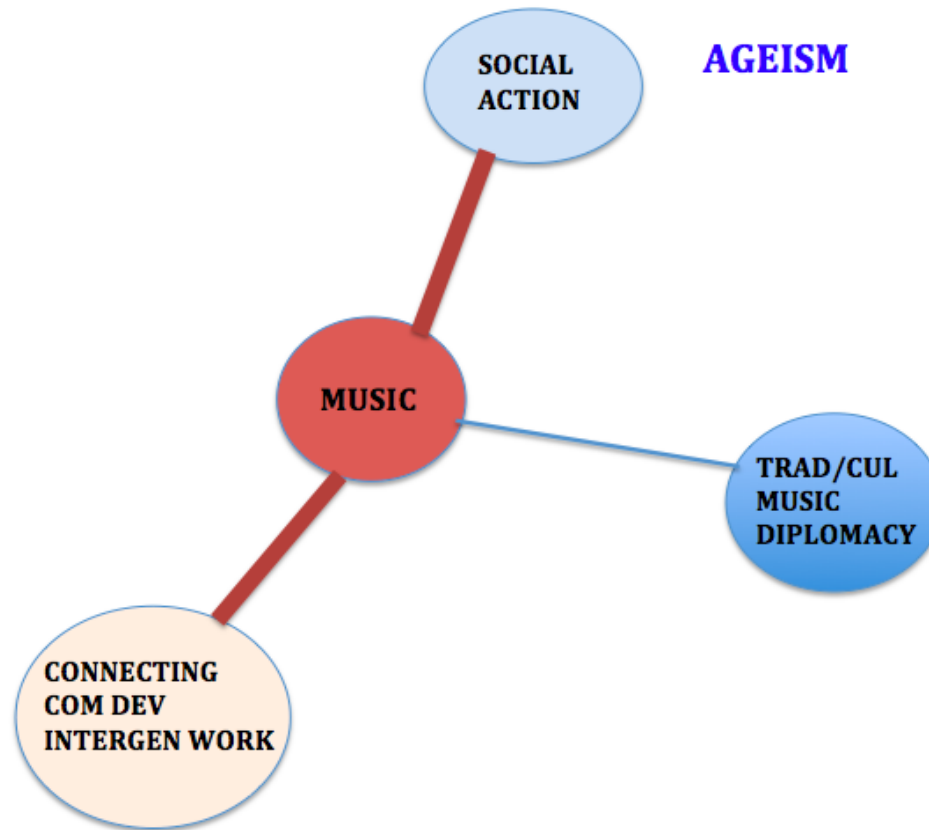 SOCIAL
ACTION
AGEISM
MUSIC
TRAD/CUL
MUSIC
DIPLOMACY
CONNECTING
COM DEV
INTERGEN WORK